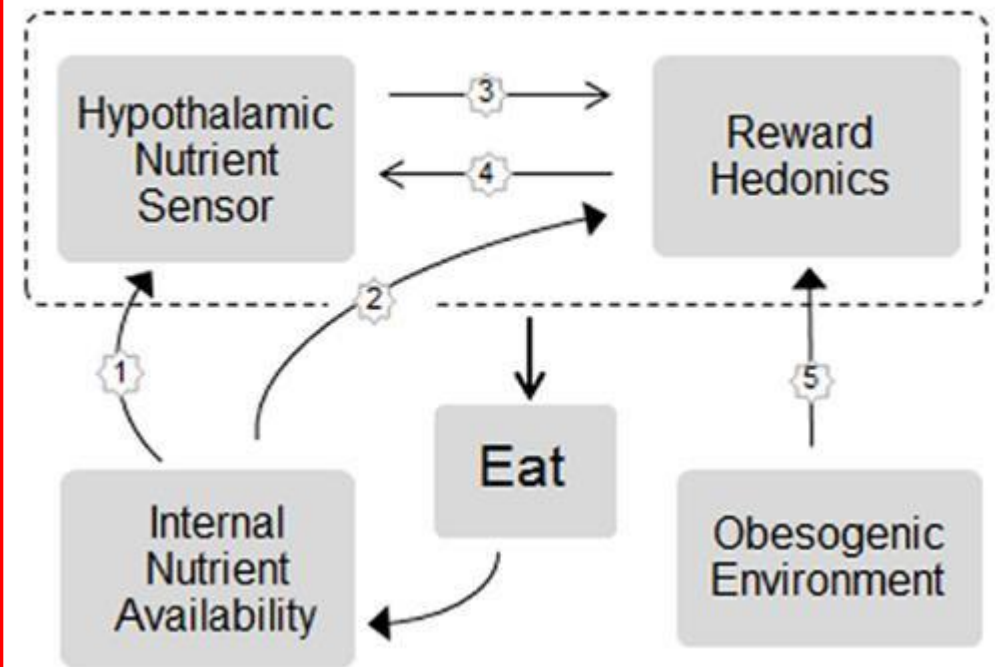 Hypothalamic
Nutrient
Sensor
3
4
Reward
Hedonics
2
1
5
Eat
Internal
Nutrient
Availability
Obesogenic
Environment